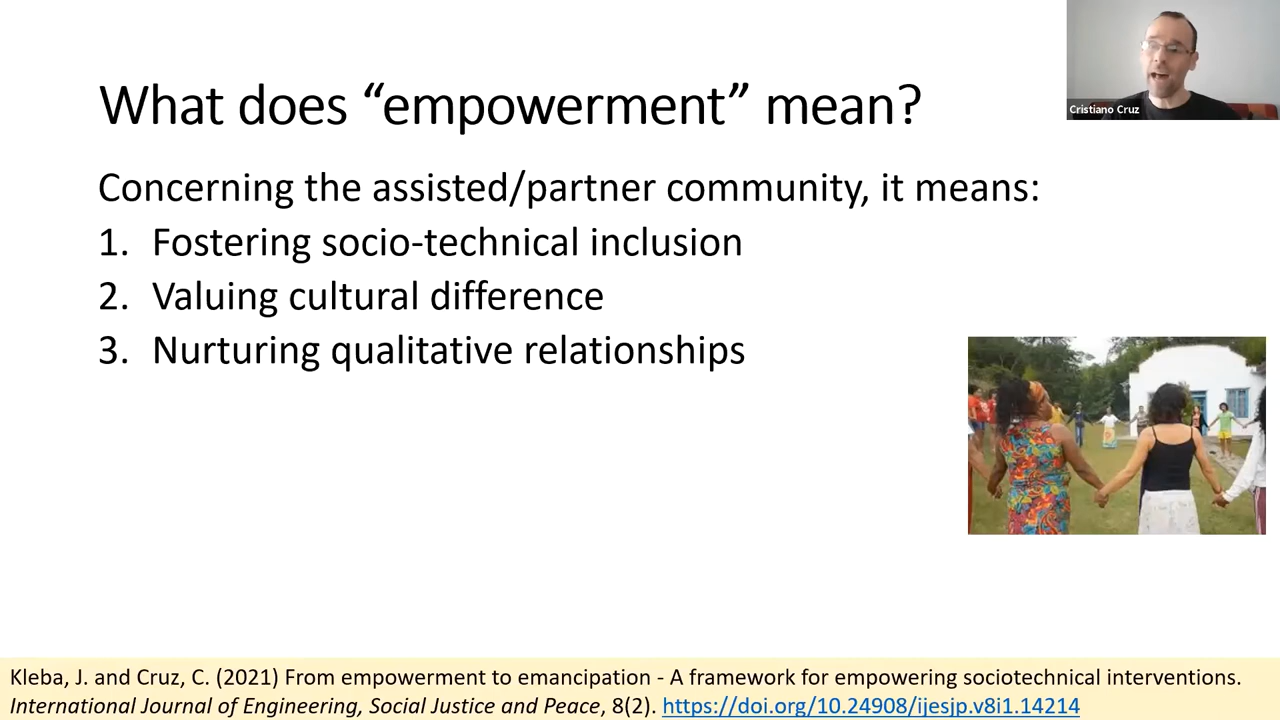 What does “empowerment” mean?
Cristiano Cruz
Concerning the assisted/partner community, it means:
1. Fostering socio-technical inclusion
2. Valuing cultural difference
3. Nurturing qualitative relationships
Kleba, J. and Cruz, C. (2021) From empowerment to emancipation - A framework for empowering sociotechnical interventions.
International Journal of Engineering, Social Justice and Peace, 8(2). https://doi.org/10.24908/ijesjp.v8i1.14214